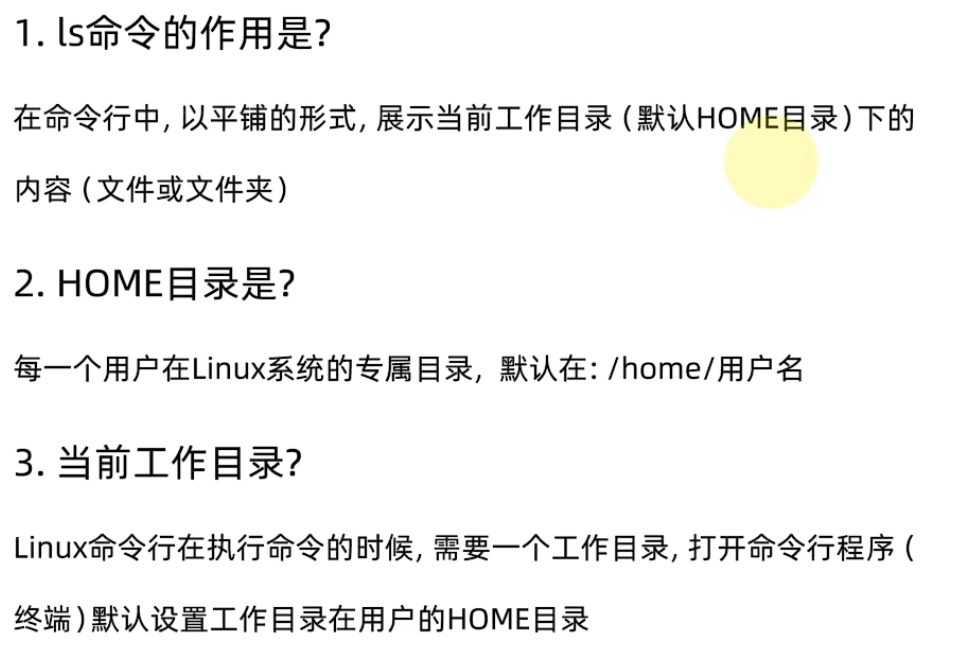 1. ls命令的作用是?
在命令行中, 以平铺的形式, 展示当前工作目录 (默认HOME目录)下的
内容 (文件或文件夹)
2. HOME目录是?
每一个用户在Linux系统的专属目录, 默认在: /home/用户名
3. 当前工作目录?
Linux命令行在执行命令的时候, 需要一个工作目录, 打开命令行程序 (
终端)默认设置工作目录在用户的HOME目录